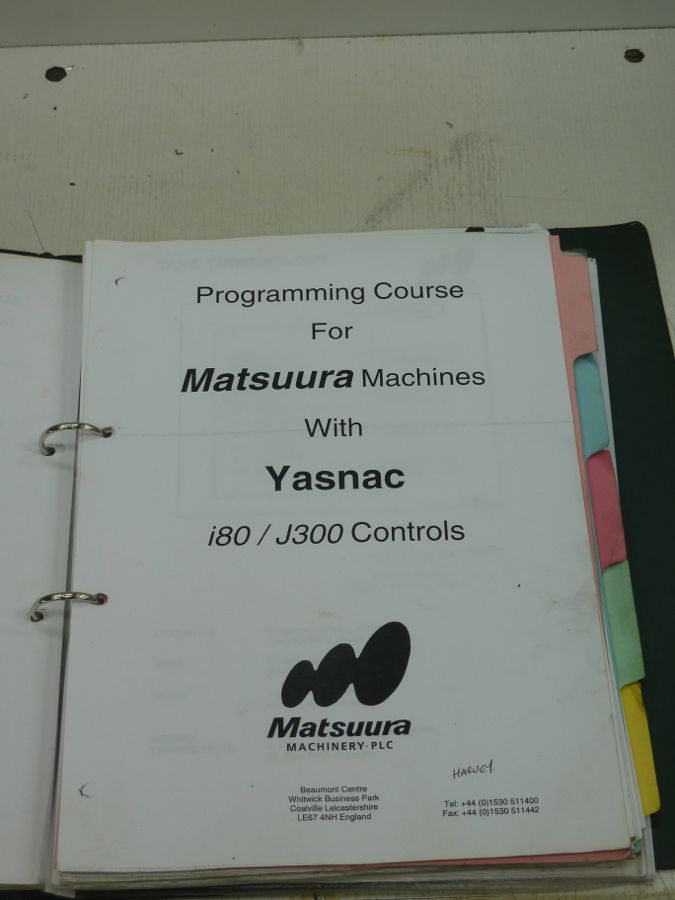 Programming Course
For
Matsuura Machines
With
Yasnac
i80 / J300 Controls
Matsuura
MACHINERY-PLC
HARVEY.
Beaumont Centre
Whitwick Business Park
Coalville Leicestershire
LE67 4NH England
Tel: +44 (0)1530 511400
Fax: +44 (0)1530 511442